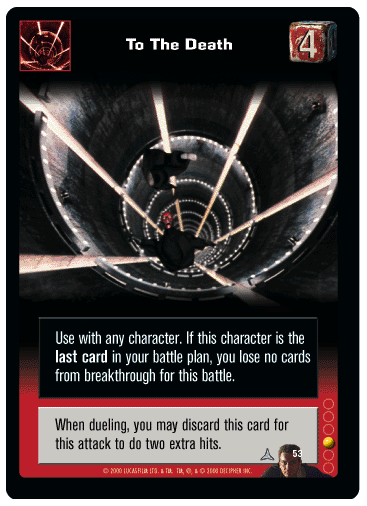 To The Death
4
Use with any character. If this character is the
last card in your battle plan, you lose no cards
from breakthrough for this battle.
When dueling, you may discard this card for
this attack to do two extra hits.
53
© 2000 LUCASFILM LTD. & TM. TM, ®, & © 2000 DECIPHER INC.